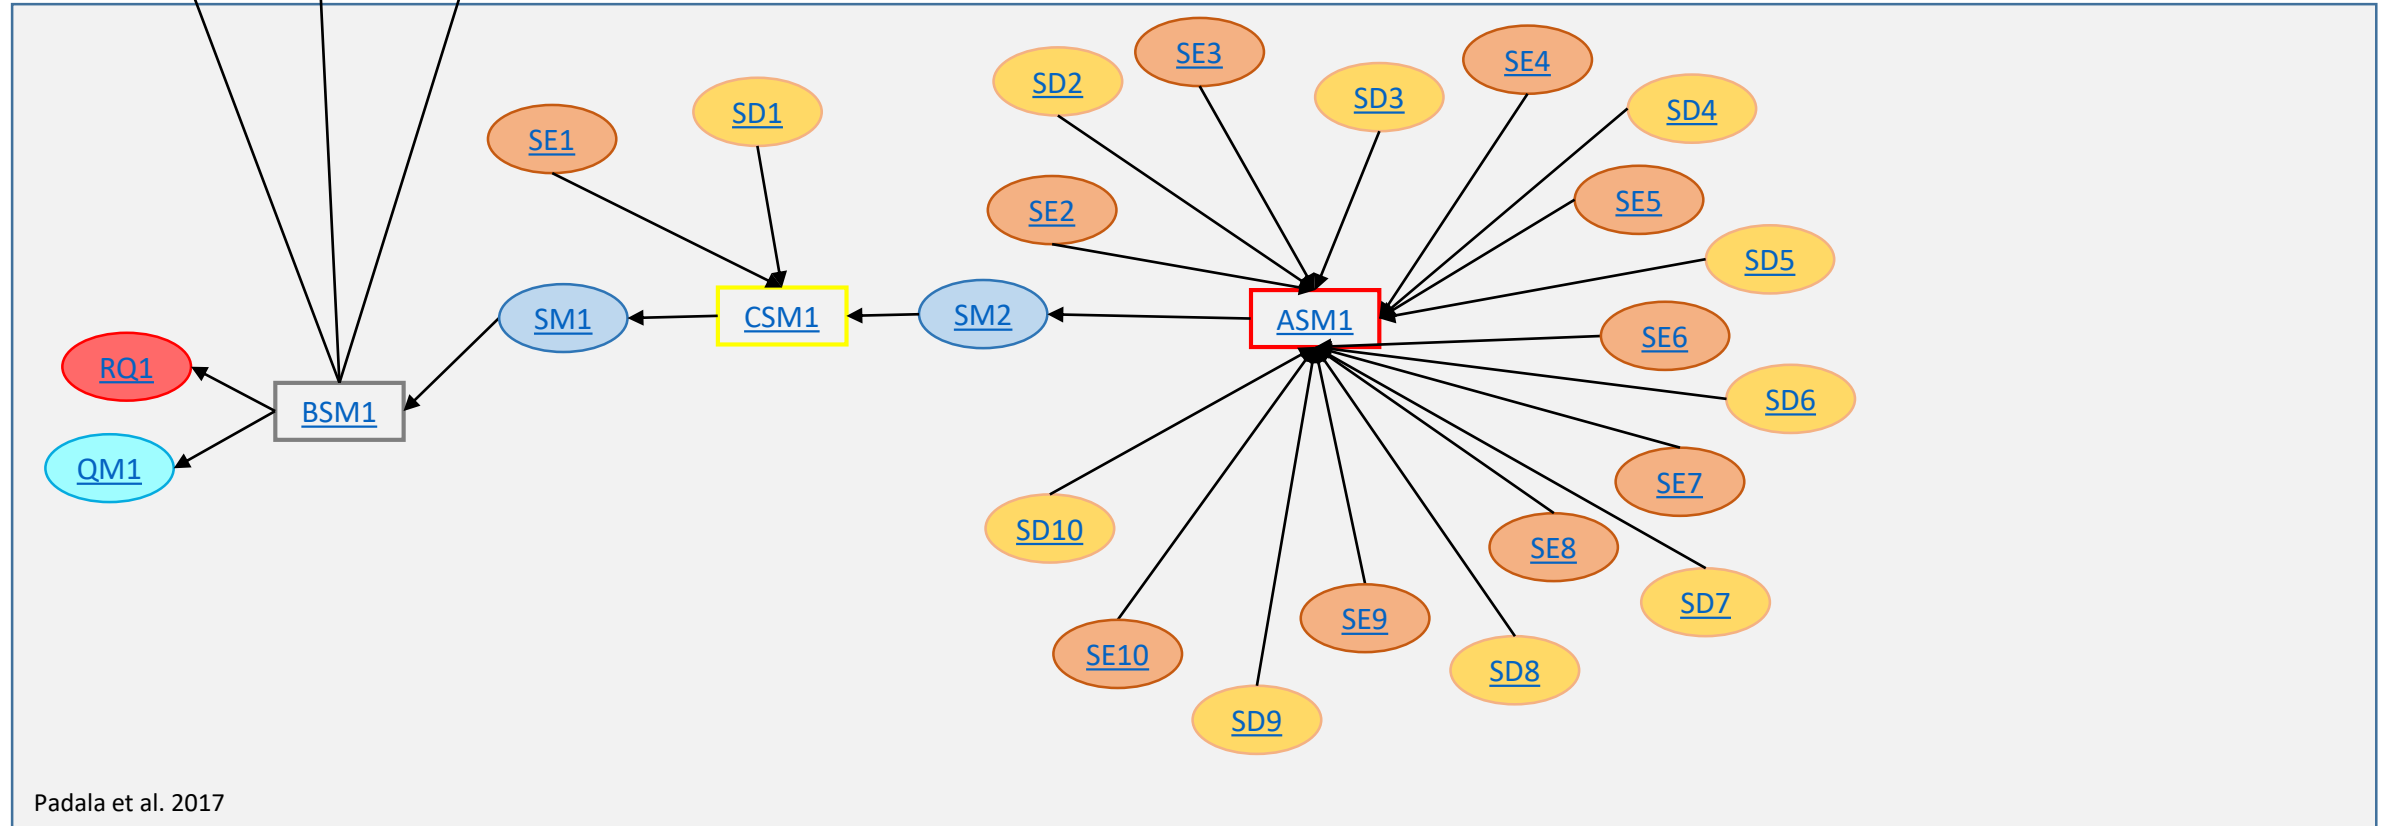 SE3
SE4
SD2
SD3
SD4
SD1
SE1
SE5
SE2
SD5
SM1
CSM1
SM2
ASM1
SE6
RQ1
BSM1
SD6
QM1
SE7
SD10
SE8
SD7
SE9
SE10
SD8
SD9
Padala et al. 2017